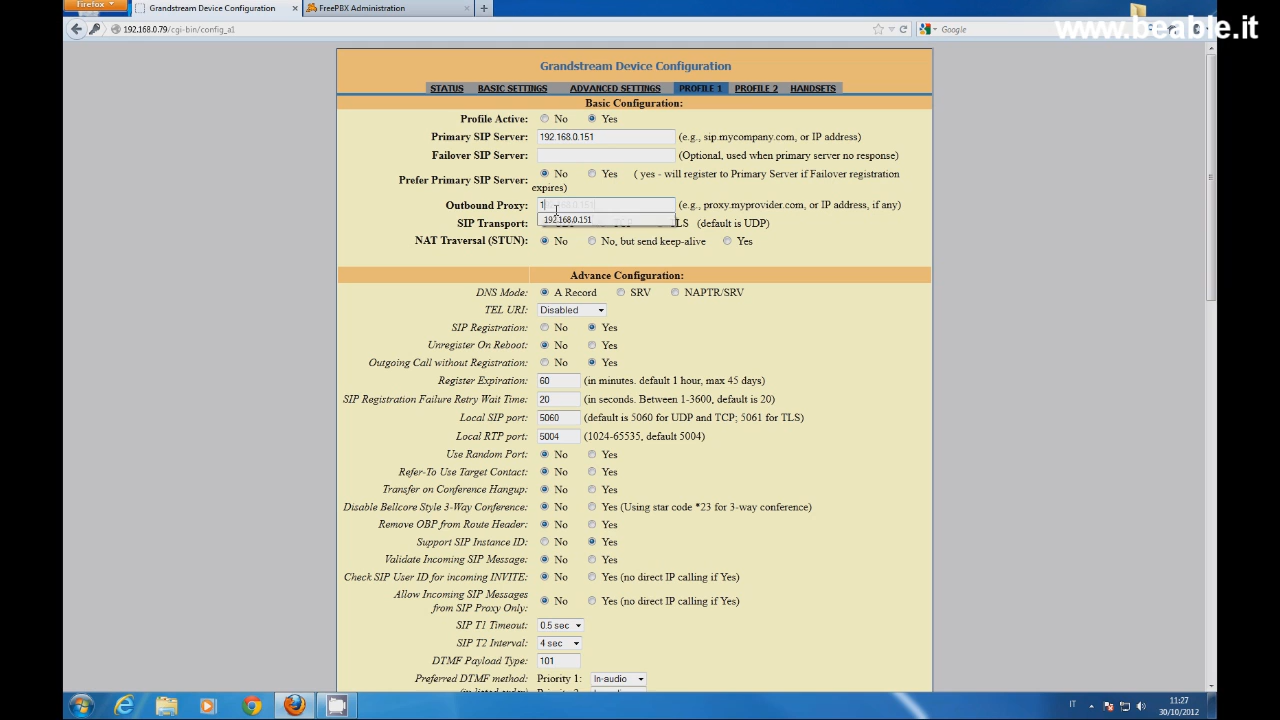 Firefox
Grandstream Device Configuration
FreePBX Administration
www.beable.it
192.168.0.79/cgi-bin/config_a1
Google
Grandstream Device Configuration
STATUS BASIC SETTINGS ADVANCED SETTINGS PROFILE 1 PROFILE 2 HANDSETS
Basic Configuration:
Profile Active: No Yes
Primary SIP Server: 192.168.0.151 (e.g., sip.mycompany.com, or IP address)
Failover SIP Server: (Optional, used when primary server no response)
Prefer Primary SIP Server: No Yes ( yes - will register to Primary Server if Failover registration
expires)
Outbound Proxy: 1 (e.g., proxy.myprovider.com, or IP address, if any)
192.168.0.151
SIP Transport: TLS (default is UDP)
NAT Traversal (STUN): No No, but send keep-alive Yes
Advance Configuration:
DNS Mode: A Record SRV NAPTR/SRV
TEL URI: Disabled
SIP Registration: No Yes
Unregister On Reboot: No Yes
Outgoing Call without Registration: No Yes
Register Expiration: 60 (in minutes. default 1 hour, max 45 days)
SIP Registration Failure Retry Wait Time: 20 (in seconds. Between 1-3600, default is 20)
Local SIP port: 5060 (default is 5060 for UDP and TCP; 5061 for TLS)
Local RTP port: 5004 (1024-65535, default 5004)
Use Random Port: No Yes
Refer-To Use Target Contact: No Yes
Transfer on Conference Hangup: No Yes
Disable Bellcore Style 3-Way Conference: No Yes (Using star code *23 for 3-way conference)
Remove OBP from Route Header: No Yes
Support SIP Instance ID: No Yes
Validate Incoming SIP Message: No Yes
Check SIP User ID for incoming INVITE: No Yes (no direct IP calling if Yes)
Allow Incoming SIP Messages
from SIP Proxy Only: No Yes (no direct IP calling if Yes)
SIP T1 Timeout: 0.5 sec
SIP T2 Interval: 4 sec
DTMF Payload Type: 101
Preferred DTMF method: Priority 1: In-audio
IT
11:27
30/10/2012